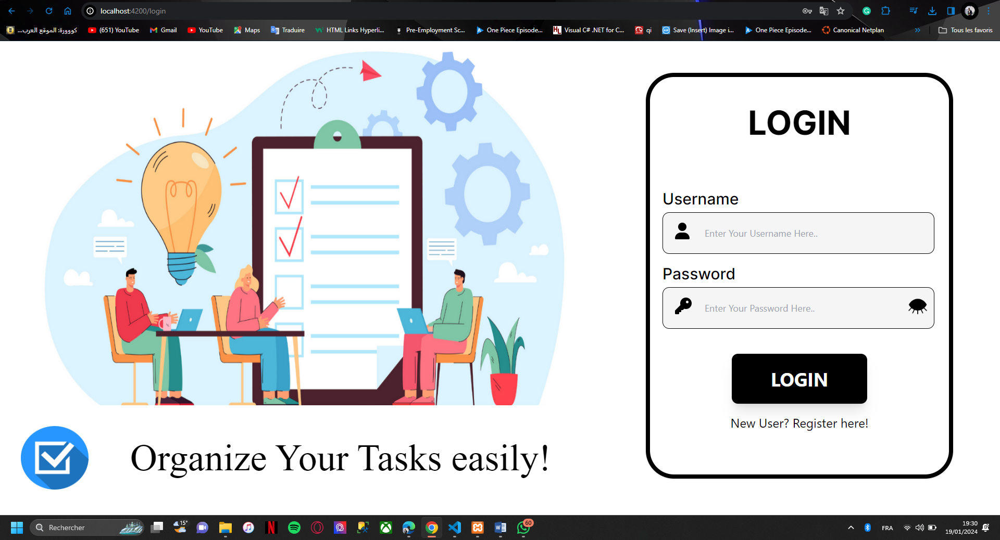 localhost:4200/login
كووورة: الموقع العرب...
(651) YouTube
Gmail
YouTube
Maps
Traduire
HTML Links Hyperli...
Pre-Employment Sc...
One Piece Episode...
Visual C# .NET for C...
qi
Save (Insert) Image i...
One Piece Episode...
Canonical Netplan
»
Tous les favoris
LOGIN
Username
Enter Your Username Here..
Password
Enter Your Password Here..
LOGIN
New User? Register here!
Organize Your Tasks easily!
Rechercher
15°
60
FRA
19:30
19/01/2024